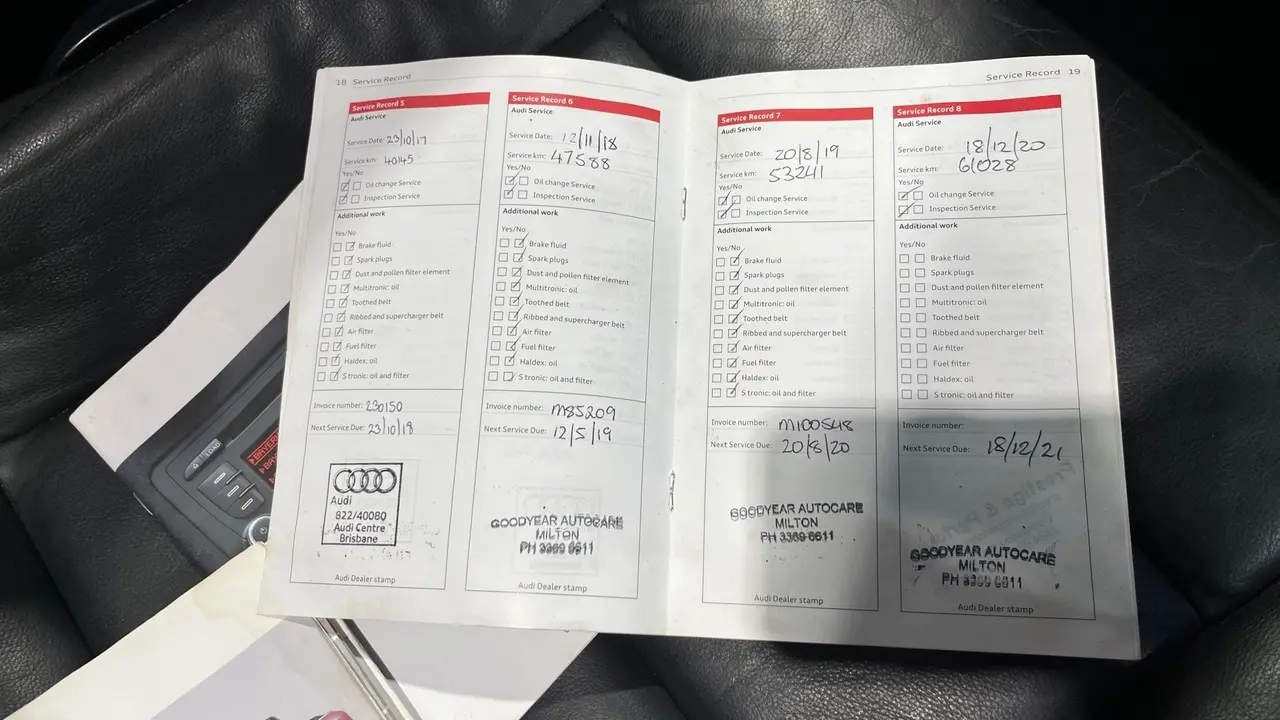 18 Service Record
Service Record 5
Audi Service
Service Date: 23/10/17
Service km: 40145
Yes/No
Oil change Service
Inspection Service
Additional work
Yes/No
Brake fluid
Spark plugs
Dust and pollen filter element
Multitronic: oil
Toothed belt
Ribbed and supercharger belt
Air filter
Fuel filter
Haldex: oil
S tronic: oil and filter
Invoice number: 230150
Next Service Due: 23/10/18
Audi
822/40080
Audi Centre
Brisbane
Audi Dealer stamp
Service Record 6
Audi Service
Service Date: 12/11/18
Service km: 47588
Yes/No
Oil change Service
Inspection Service
Additional work
Yes/No
Brake fluid
Spark plugs
Dust and pollen filter element
Multitronic: oil
Toothed belt
Ribbed and supercharger belt
Air filter
Fuel filter
Haldex: oil
S tronic: oil and filter
Invoice number: M85209
Next Service Due: 12/5/19
GOODYEAR AUTOCARE
MILTON
PH 3369 6611
Audi Dealer stamp
Service Record 19
Service Record 7
Audi Service
Service Date: 20/8/19
Service km: 53241
Yes/No
Oil change Service
Inspection Service
Additional work
Yes/No
Brake fluid
Spark plugs
Dust and pollen filter element
Multitronic: oil
Toothed belt
Ribbed and supercharger belt
Air filter
Fuel filter
Haldex: oil
S tronic: oil and filter
Invoice number: M100548
Next Service Due: 20/8/20
GOODYEAR AUTOCARE
MILTON
PH 3369 6611
Audi Dealer stamp
Service Record 8
Audi Service
Service Date: 18/12/20
Service km: 61028
Yes/No
Oil change Service
Inspection Service
Additional work
Yes/No
Brake fluid
Spark plugs
Dust and pollen filter element
Multitronic: oil
Toothed belt
Ribbed and supercharger belt
Air filter
Fuel filter
Haldex: oil
S tronic: oil and filter
Invoice number:
Next Service Due: 18/12/21
GOODYEAR AUTOCARE
MILTON
PH 3369 6611
Audi Dealer stamp
LOAD